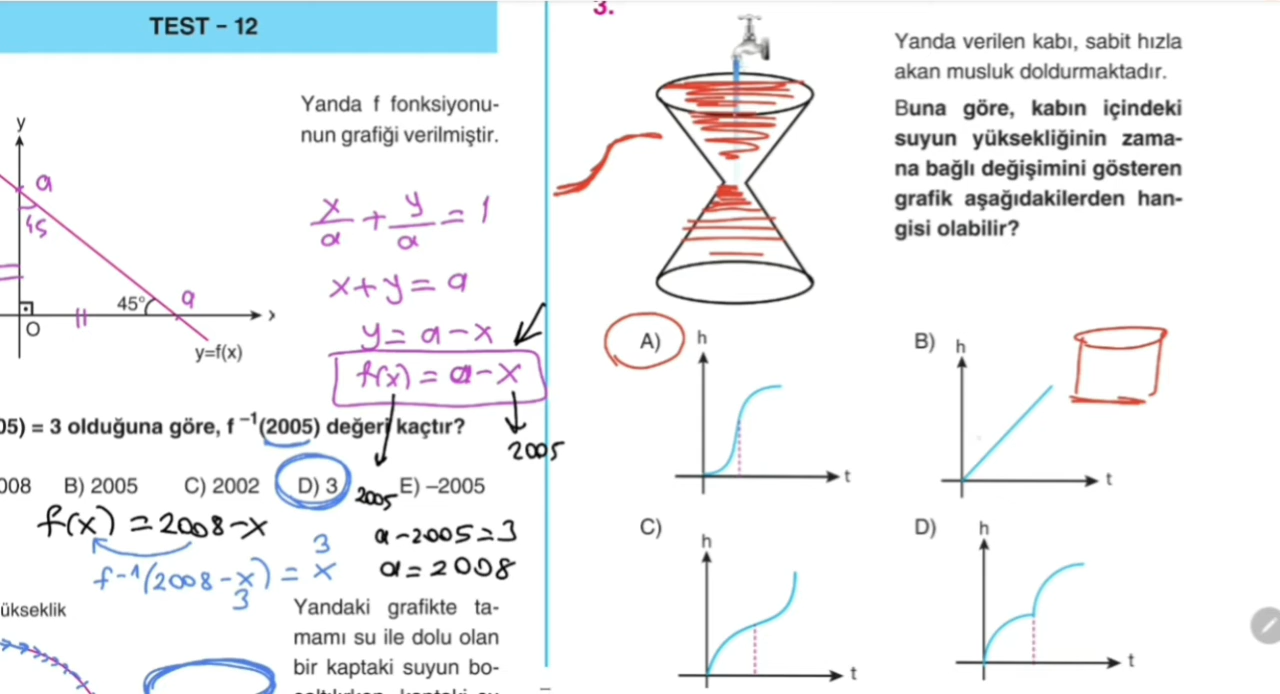 TEST – 12
Yanda f fonksiyonu-
nun grafiği verilmiştir.
y
a
45
45°
a
O
x
y=f(x)
x/a + y/a = 1
x+y = a
y = a-x
f(x) = a-x
2005
05) = 3 olduğuna göre, f⁻¹(2005) değeri kaçtır?
008 B) 2005 C) 2002 D) 3 E) –2005
2005
f(x) = 2008-x
a-2005=3
a=2008
3
f⁻¹(2008-x) = x
3
ükseklik
Yandaki grafikte ta-
mamı su ile dolu olan
bir kaptaki suyun bo-
3.
Yanda verilen kabı, sabit hızla
akan musluk doldurmaktadır.
Buna göre, kabın içindeki
suyun yüksekliğinin zama-
na bağlı değişimini gösteren
grafik aşağıdakilerden han-
gisi olabilir?
A) h
t
B) h
t
C) h
t
D) h
t